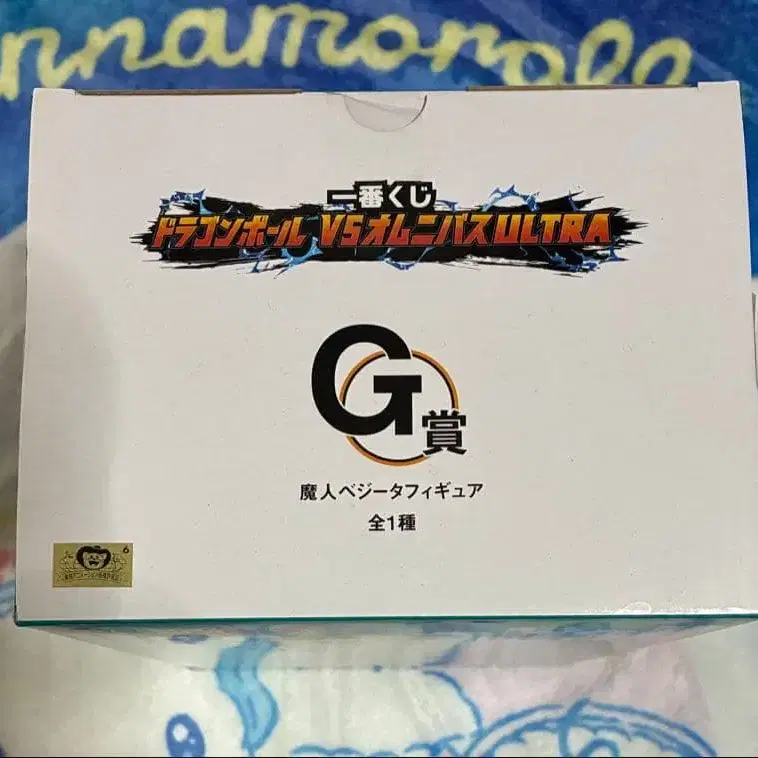 innamoroll
一番くじ
ドラゴンボール VSオムニバスULTRA
G賞
魔人ベジータフィギュア
全1種
6